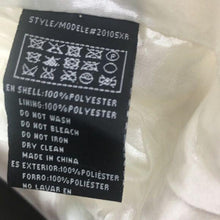 STYLE/MODELE#20105XR
EN SHELL:100%POLYESTER
LINING:100%POLYESTER
DO NOT WASH
DO NOT BLEACH
DO NOT IRON
DRY CLEAN
MADE IN CHINA
ES EXTERIOR:100%POLIESTER
FORRO:100%POLIESTER
NO LAVAR EN